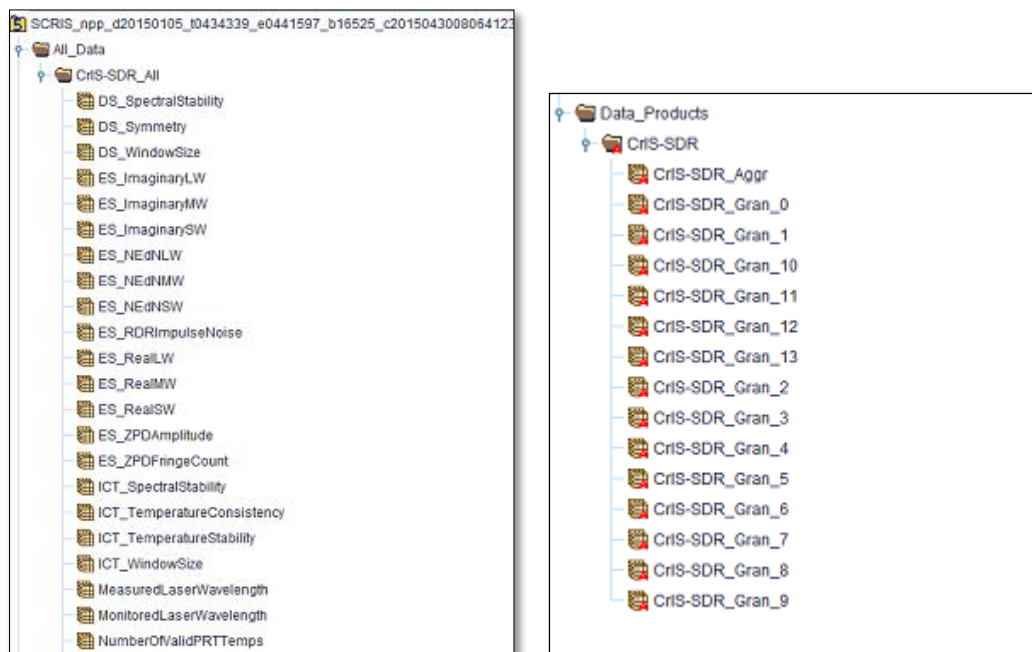 SCRIS_npp_d20150105_t0434339_e0441597_b16525_c2015043008064123
All_Data
CrIS-SDR_All
DS_SpectralStability
DS_Symmetry
DS_WindowSize
ES_ImaginaryLW
ES_ImaginaryMW
ES_ImaginarySW
ES_NEdNLW
ES_NEdNMW
ES_NEdNSW
ES_RDRImpulseNoise
ES_RealLW
ES_RealMW
ES_RealSW
ES_ZPDAmplitude
ES_ZPDFringeCount
ICT_SpectralStability
ICT_TemperatureConsistency
ICT_TemperatureStability
ICT_WindowSize
MeasuredLaserWavelength
MonitoredLaserWavelength
NumberOfValidPRTTemps
Data_Products
CrIS-SDR
CrIS-SDR_Aggr
CrIS-SDR_Gran_0
CrIS-SDR_Gran_1
CrIS-SDR_Gran_10
CrIS-SDR_Gran_11
CrIS-SDR_Gran_12
CrIS-SDR_Gran_13
CrIS-SDR_Gran_2
CrIS-SDR_Gran_3
CrIS-SDR_Gran_4
CrIS-SDR_Gran_5
CrIS-SDR_Gran_6
CrIS-SDR_Gran_7
CrIS-SDR_Gran_8
CrIS-SDR_Gran_9